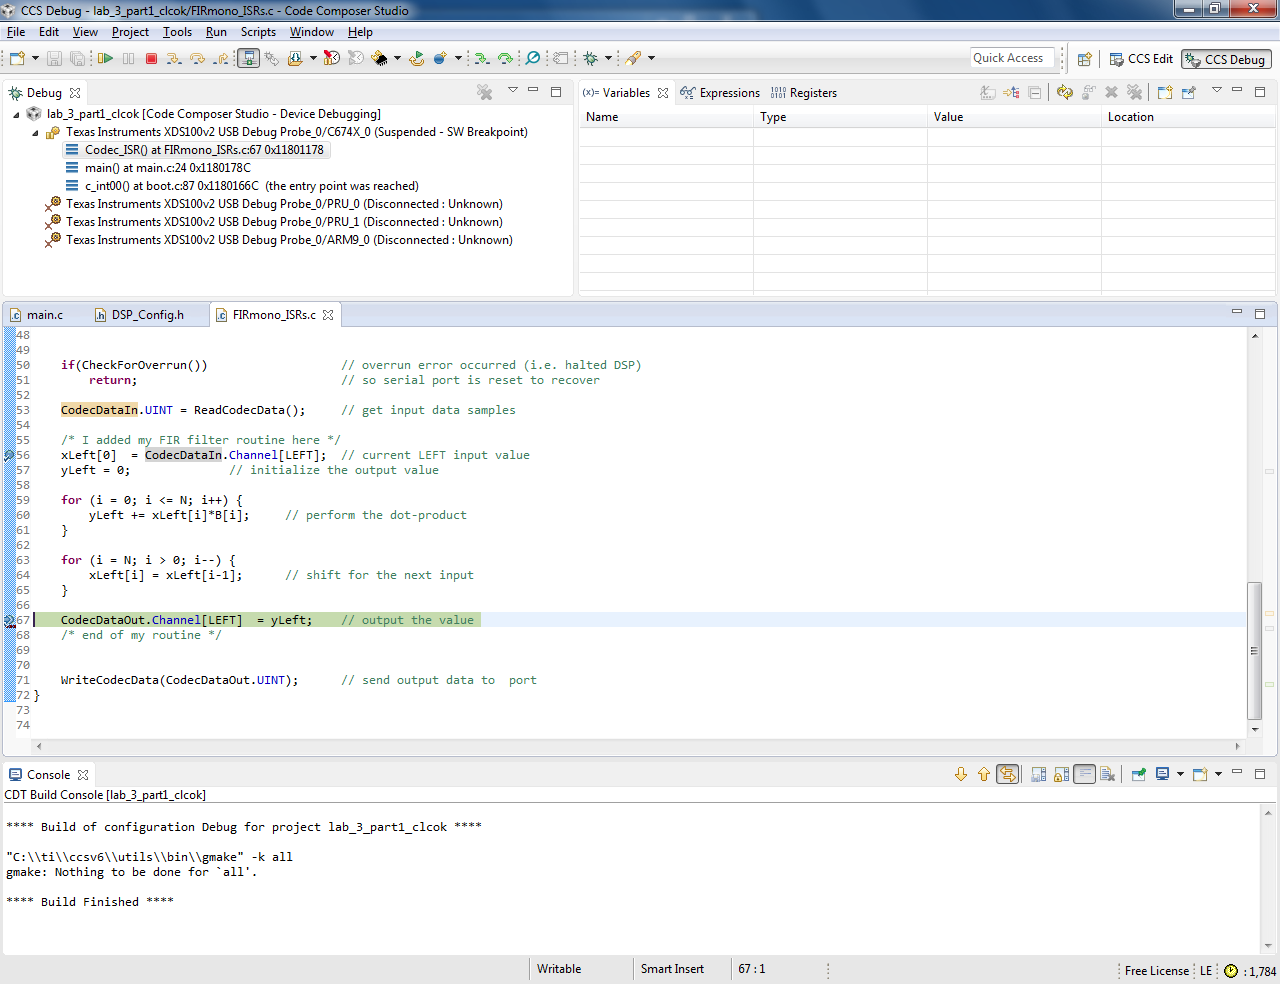 CCS Debug - lab_3_part1_clcok/FIRmono_ISRs.c - Code Composer Studio
File Edit View Project Tools Run Scripts Window Help
Quick Access CCS Edit CCS Debug
Debug
lab_3_part1_clcok [Code Composer Studio - Device Debugging]
Texas Instruments XDS100v2 USB Debug Probe_0/C674X_0 (Suspended - SW Breakpoint)
Codec_ISR() at FIRmono_ISRs.c:67 0x11801178
main() at main.c:24 0x1180178C
c_int00() at boot.c:87 0x1180166C (the entry point was reached)
Texas Instruments XDS100v2 USB Debug Probe_0/PRU_0 (Disconnected : Unknown)
Texas Instruments XDS100v2 USB Debug Probe_0/PRU_1 (Disconnected : Unknown)
Texas Instruments XDS100v2 USB Debug Probe_0/ARM9_0 (Disconnected : Unknown)
(x)= Variables Expressions 1010 0101 Registers
Name Type Value Location
main.c DSP_Config.h FIRmono_ISRs.c
48
49
50 if(CheckForOverrun()) // overrun error occurred (i.e. halted DSP)
51 return; // so serial port is reset to recover
52
53 CodecDataIn.UINT = ReadCodecData(); // get input data samples
54
55 /* I added my FIR filter routine here */
56 xLeft[0] = CodecDataIn.Channel[LEFT]; // current LEFT input value
57 yLeft = 0; // initialize the output value
58
59 for (i = 0; i <= N; i++) {
60 yLeft += xLeft[i]*B[i]; // perform the dot-product
61 }
62
63 for (i = N; i > 0; i--) {
64 xLeft[i] = xLeft[i-1]; // shift for the next input
65 }
66
67 CodecDataOut.Channel[LEFT] = yLeft; // output the value
68 /* end of my routine */
69
70
71 WriteCodecData(CodecDataOut.UINT); // send output data to port
72 }
73
74
Console
CDT Build Console [lab_3_part1_clcok]
**** Build of configuration Debug for project lab_3_part1_clcok ****
"C:\\ti\\ccsv6\\utils\\bin\\gmake" -k all
gmake: Nothing to be done for `all'.
**** Build Finished ****
Writable Smart Insert 67 : 1 Free License LE : 1,784